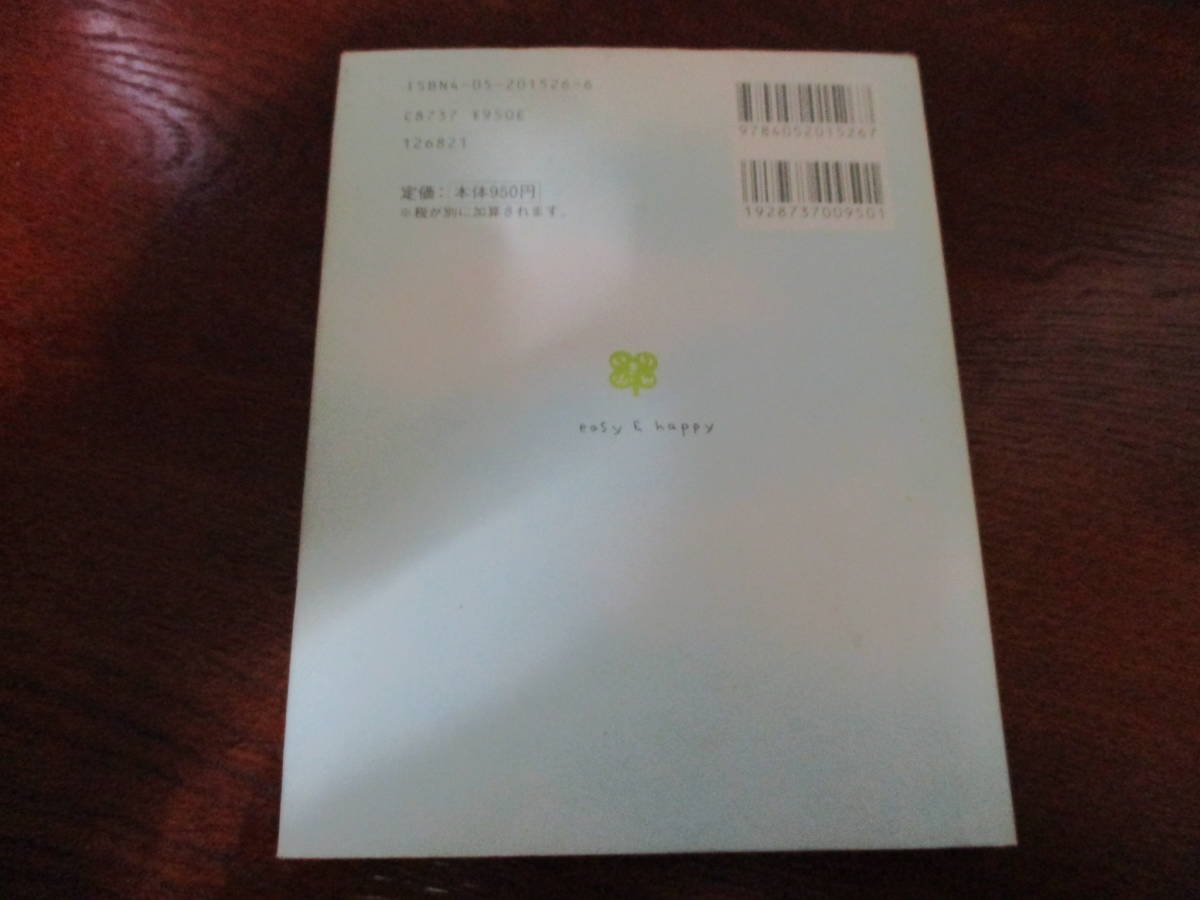 ISBN4-05-201526-6
C8737 ¥950E
126821
定価：本体950円
※税が別に加算されます。
9784052015267
1928737009501
easy & happy